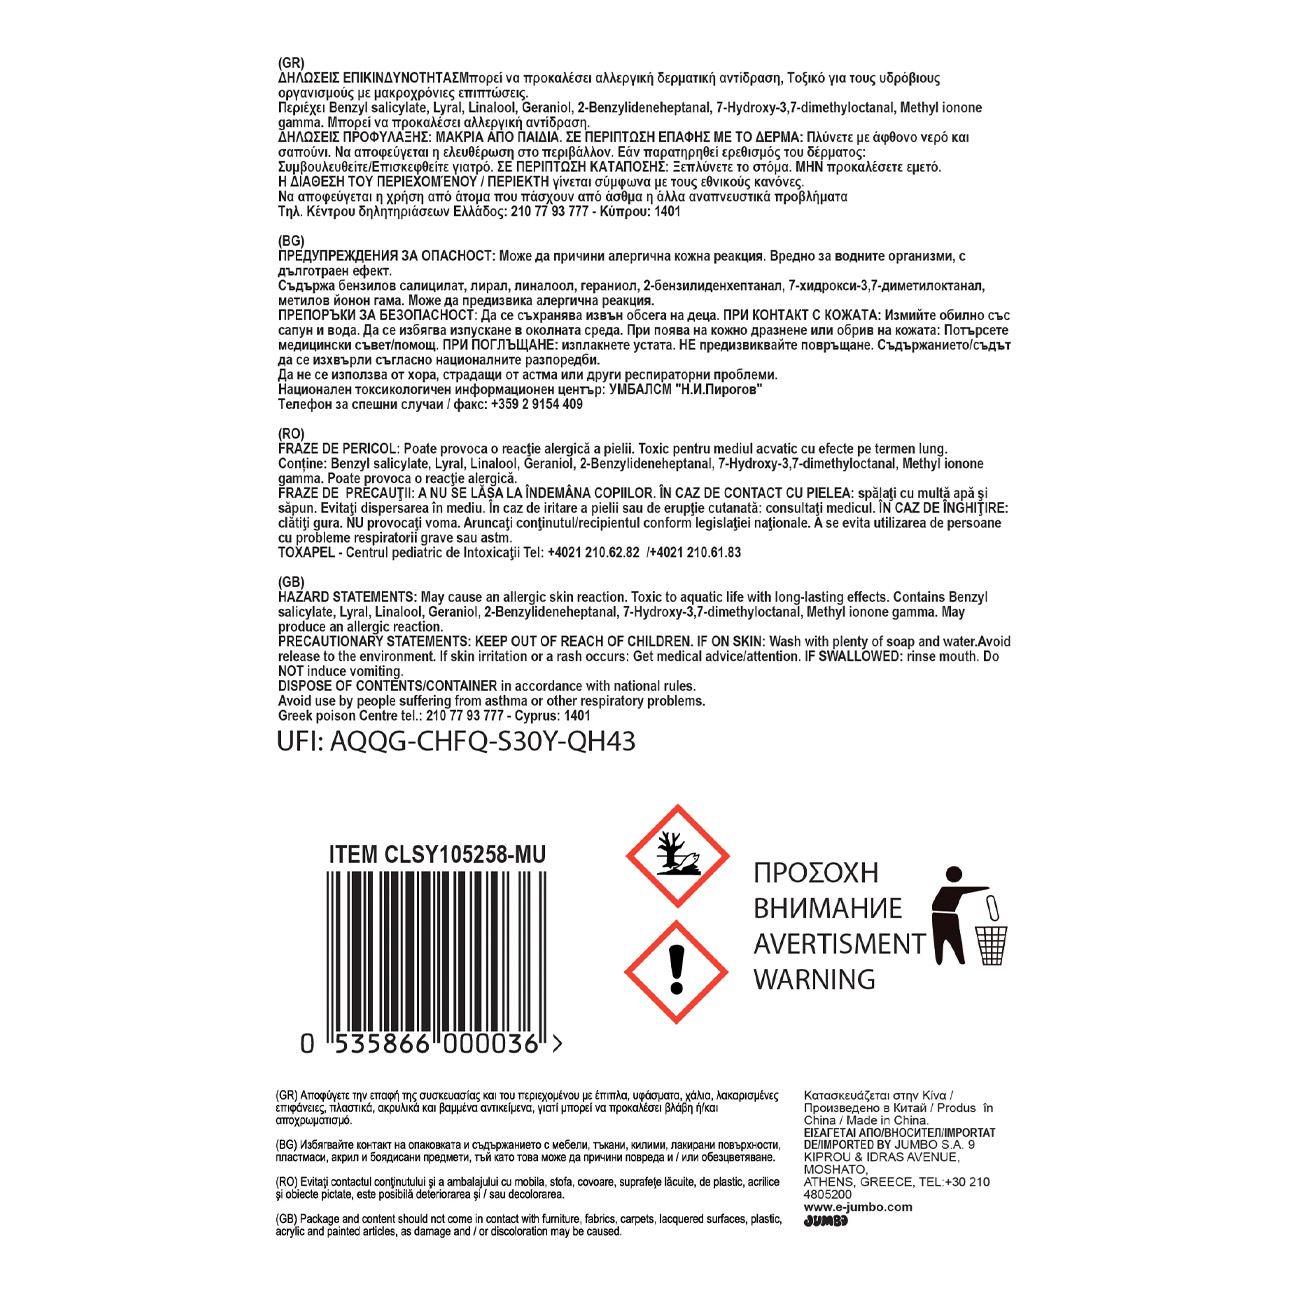 (GR)
ΔΗΛΩΣΕΙΣ ΕΠΙΚΙΝΔΥΝΟΤΗΤΑΣΜπορεί να προκαλέσει αλλεργική δερματική αντίδραση, Τοξικό για τους υδρόβιους
οργανισμούς με μακροχρόνιες επιπτώσεις.
Περιέχει Benzyl salicylate, Lyral, Linalool, Geraniol, 2-Benzylideneheptanal, 7-Hydroxy-3,7-dimethyloctanal, Methyl ionone
gamma. Μπορεί να προκαλέσει αλλεργική αντίδραση.
ΔΗΛΩΣΕΙΣ ΠΡΟΦΥΛΑΞΗΣ: ΜΑΚΡΙΑ ΑΠΟ ΠΑΙΔΙΑ. ΣΕ ΠΕΡΙΠΤΩΣΗ ΕΠΑΦΗΣ ΜΕ ΤΟ ΔΕΡΜΑ: Πλύνετε με άφθονο νερό και
σαπούνι. Να αποφεύγεται η ελευθέρωση στο περιβάλλον. Εάν παρατηρηθεί ερεθισμός του δέρματος:
Συμβουλευθείτε/Επισκεφθείτε γιατρό. ΣΕ ΠΕΡΙΠΤΩΣΗ ΚΑΤΑΠΟΣΗΣ: Ξεπλύνετε το στόμα. ΜΗΝ προκαλέσετε εμετό.
Η ΔΙΑΘΕΣΗ ΤΟΥ ΠΕΡΙΕΧΟΜΈΝΟΥ / ΠΕΡΙΕΚΤΗ γίνεται σύμφωνα με τους εθνικούς κανόνες.
Να αποφεύγεται η χρήση από άτομα που πάσχουν από άσθμα η άλλα αναπνευστικά προβλήματα
Τηλ. Κέντρου δηλητηριάσεων Ελλάδος: 210 77 93 777 - Κύπρου: 1401
(BG)
ПРЕДУПРЕЖДЕНИЯ ЗА ОПАСНОСТ: Може да причини алергична кожна реакция. Вредно за водните организми, с
дълготраен ефект.
Съдържа бензилов салицилат, лирал, линалоол, гераниол, 2-бензилиденхептанал, 7-хидрокси-3,7-диметилоктанал,
метилов йонон гама. Може да предизвика алергична реакция.
ПРЕПОРЪКИ ЗА БЕЗОПАСНОСТ: Да се съхранява извън обсега на деца. ПРИ КОНТАКТ С КОЖАТА: Измийте обилно със
сапун и вода. Да се избягва изпускане в околната среда. При поява на кожно дразнене или обрив на кожата: Потърсете
медицински съвет/помощ. ПРИ ПОГЛЪЩАНЕ: изплакнете устата. НЕ предизвиквайте повръщане. Съдържанието/съдът
да се изхвърли съгласно националните разпоредби.
Да не се използва от хора, страдащи от астма или други респираторни проблеми.
Национален токсикологичен информационен център: УМБАЛСМ "Н.И.Пирогов"
Телефон за спешни случаи / факс: +359 2 9154 409
(RO)
FRAZE DE PERICOL: Poate provoca o reacţie alergică a pielii. Toxic pentru mediul acvatic cu efecte pe termen lung.
Conţine: Benzyl salicylate, Lyral, Linalool, Geraniol, 2-Benzylideneheptanal, 7-Hydroxy-3,7-dimethyloctanal, Methyl ionone
gamma. Poate provoca o reacţie alergică.
FRAZE DE  PRECAUŢII: A NU SE LĂSA LA ÎNDEMÂNA COPIILOR. ÎN CAZ DE CONTACT CU PIELEA: spălaţi cu multă apă şi
săpun. Evitaţi dispersarea în mediu. În caz de iritare a pielii sau de erupţie cutanată: consultaţi medicul. ÎN CAZ DE ÎNGHIŢIRE:
clătiţi gura. NU provocaţi voma. Aruncaţi conţinutul/recipientul conform legislaţiei naţionale. A se evita utilizarea de persoane
cu probleme respiratorii grave sau astm.
TOXAPEL - Centrul pediatric de Intoxicaţii Tel: +4021 210.62.82 /+4021 210.61.83
(GB)
HAZARD STATEMENTS: May cause an allergic skin reaction. Toxic to aquatic life with long-lasting effects. Contains Benzyl
salicylate, Lyral, Linalool, Geraniol, 2-Benzylideneheptanal, 7-Hydroxy-3,7-dimethyloctanal, Methyl ionone gamma. May
produce an allergic reaction.
PRECAUTIONARY STATEMENTS: KEEP OUT OF REACH OF CHILDREN. IF ON SKIN: Wash with plenty of soap and water.Avoid
release to the environment. If skin irritation or a rash occurs: Get medical advice/attention. IF SWALLOWED: rinse mouth. Do
NOT induce vomiting.
DISPOSE OF CONTENTS/CONTAINER in accordance with national rules.
Avoid use by people suffering from asthma or other respiratory problems.
Greek poison Centre tel.: 210 77 93 777 - Cyprus: 1401
UFI: AQQG-CHFQ-S30Y-QH43
ITEM CLSY105258-MU
0 535866 000036 >
ΠΡΟΣΟΧΗ
ВНИМАНИЕ
AVERTISMENT
WARNING
(GR) Αποφύγετε την επαφή της συσκευασίας και του περιεχομένου με έπιπλα, υφάσματα, χάλια, λακαρισμένες
επιφάνειες, πλαστικά, ακρυλικά και βαμμένα αντικείμενα, γιατί μπορεί να προκαλέσει βλάβη ή/και
αποχρωματισμό.
(BG) Избягвайте контакт на опаковката и съдържанието с мебели, тъкани, килими, лакирани повърхности,
пластмаси, акрил и боядисани предмети, тъй като това може да причини повреда и / или обезцветяване.
(RO) Evitaţi contactul conţinutului şi a ambalajului cu mobila, stofa, covoare, suprafeţe lăcuite, de plastic, acrilice
şi obiecte pictate, este posibilă deteriorarea şi / sau decolorarea.
(GB) Package and content should not come in contact with furniture, fabrics, carpets, lacquered surfaces, plastic,
acrylic and painted articles, as damage and / or discoloration may be caused.
Κατασκευάζεται στην Κίνα /
Произведено в Китай / Produs în
China / Made in China.
ΕΙΣΑΓΕΤΑΙ ΑΠΟ/ВНОСИТЕЛ/IMPORTAT
DE/IMPORTED BY JUMBO S.A. 9
KIPROU & IDRAS AVENUE,
MOSHATO,
ATHENS, GREECE, TEL:+30 210
4805200
www.e-jumbo.com
JUMBO